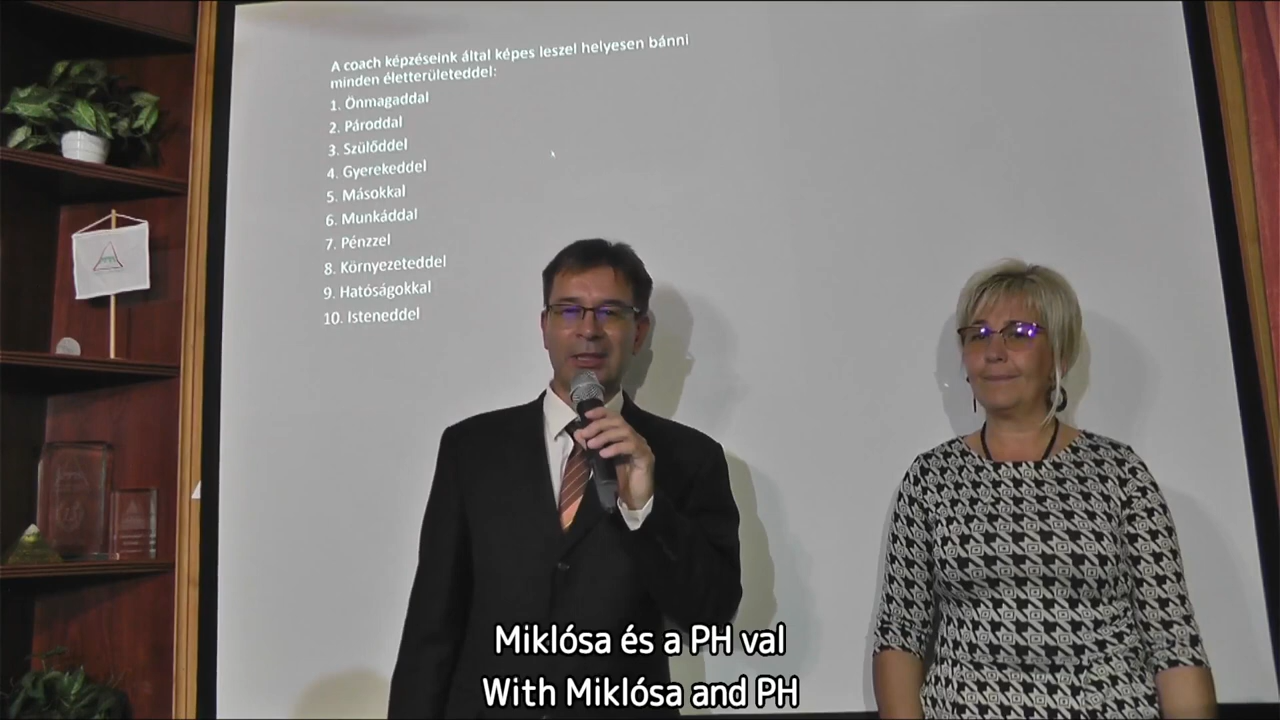 A coach képzéseink által képes leszel helyesen bánni
minden életterületeddel:
1. Önmagaddal
2. Pároddal
3. Szülőddel
4. Gyerekeddel
5. Másokkal
6. Munkáddal
7. Pénzzel
8. Környezeteddel
9. Hatóságokkal
10. Isteneddel
Miklósa és a PH val
With Miklósa and PH